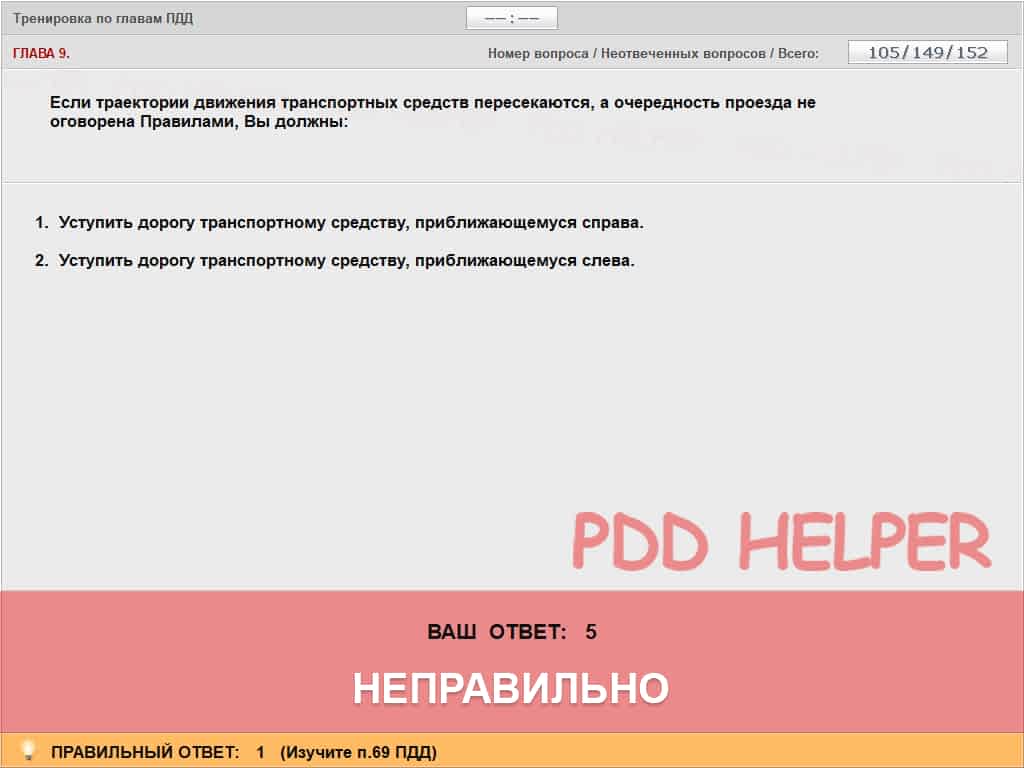 Тренировка по главам ПДД
—— : ——
ГЛАВА 9.
Номер вопроса / Неотвеченных вопросов / Всего:
105/149/152
Если траектории движения транспортных средств пересекаются, а очередность проезда не
оговорена Правилами, Вы должны:
1. Уступить дорогу транспортному средству, приближающемуся справа.
2. Уступить дорогу транспортному средству, приближающемуся слева.
PDD HELPER
ВАШ ОТВЕТ: 5
НЕПРАВИЛЬНО
ПРАВИЛЬНЫЙ ОТВЕТ: 1 (Изучите п.69 ПДД)